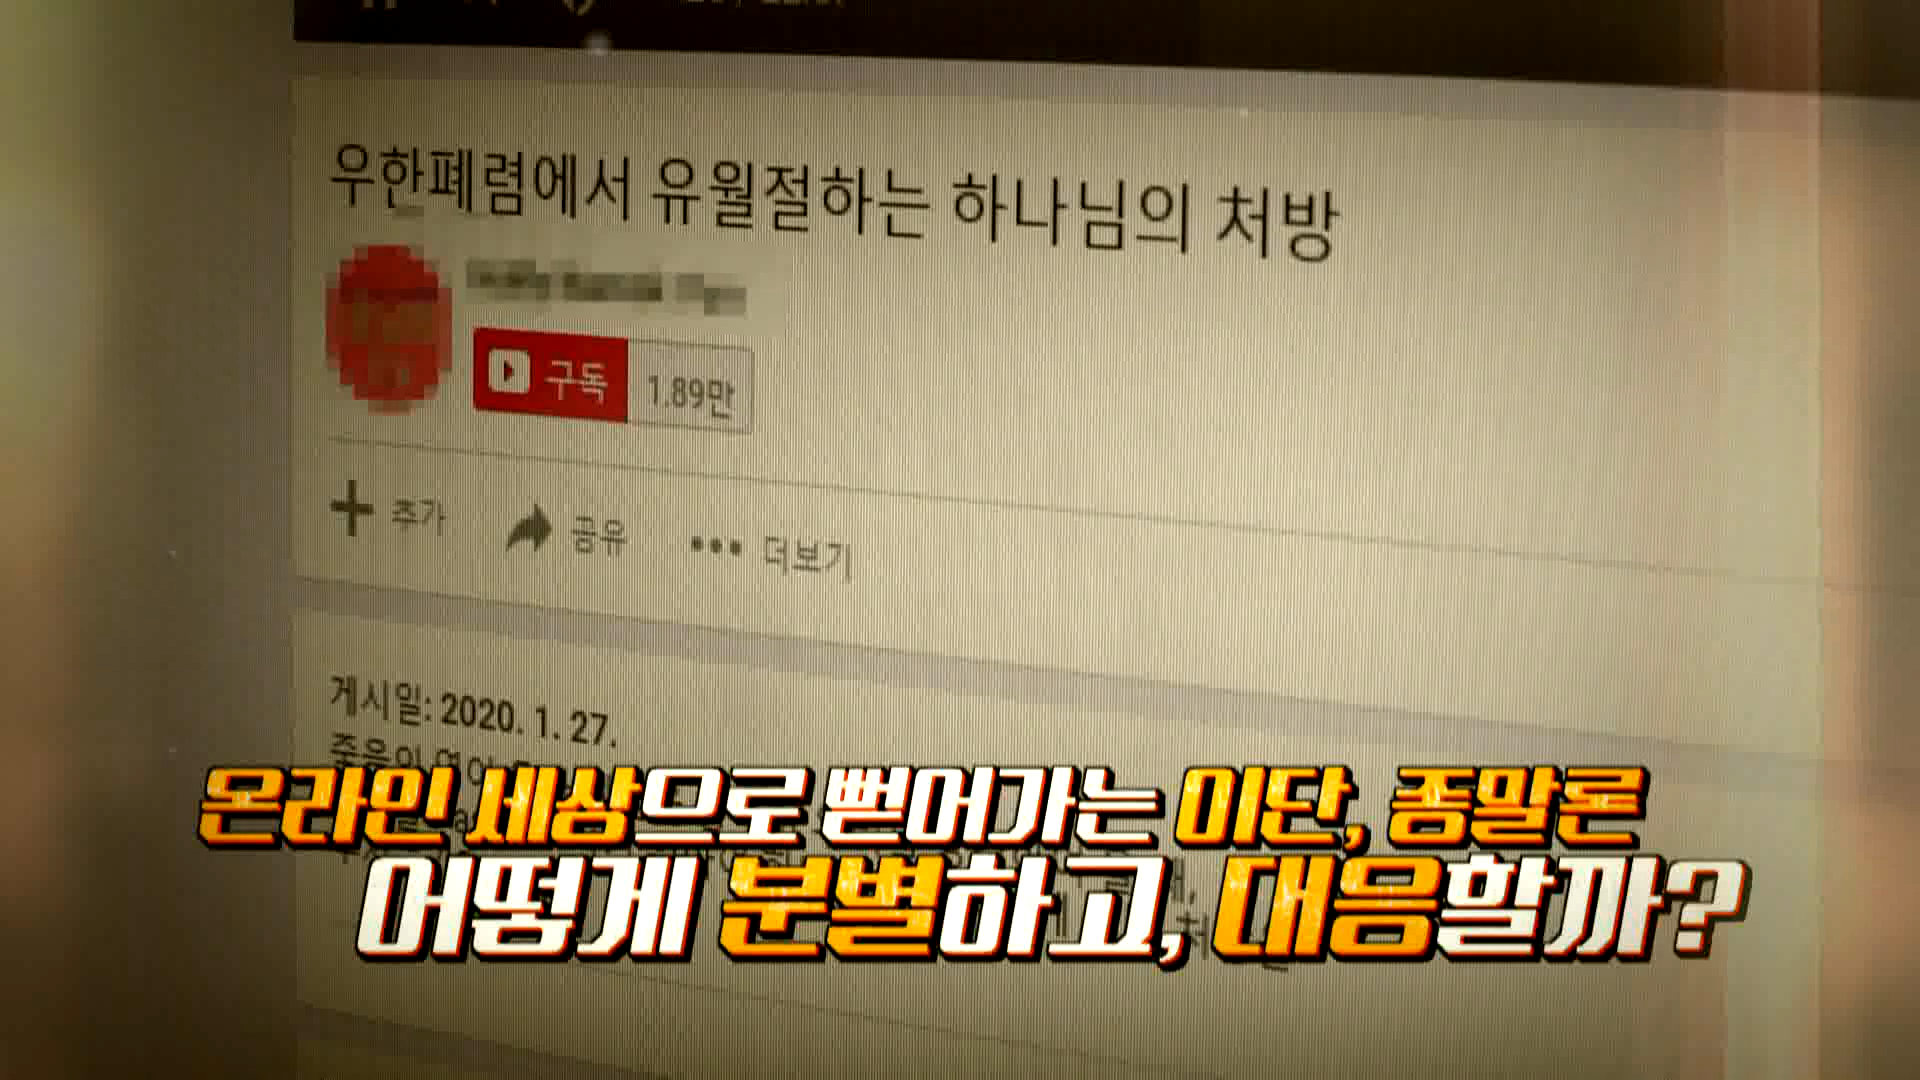 우한폐렴에서 유월절하는 하나님의 처방
구독 1.89만
추가 공유 더보기
게시일: 2020. 1. 27.
온라인 세상으로 뻗어가는 이단, 종말론
어떻게 분별하고, 대응할까?